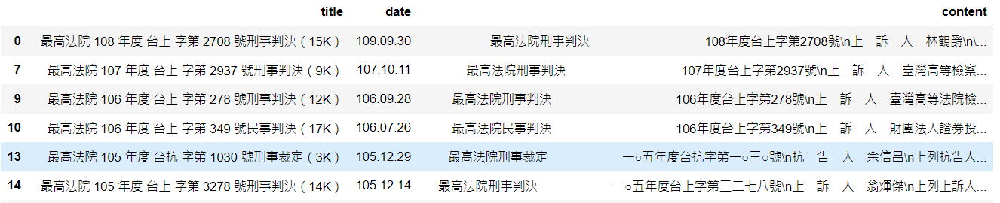 title date content
0 最高法院 108 年度 台上 字第 2708 號刑事判決（15K） 109.09.30 最高法院刑事判決 108年度台上字第2708號\n上　訴　人　林鶴爵\n\...
7 最高法院 107 年度 台上 字第 2937 號刑事判決（9K） 107.10.11 最高法院刑事判決 107年度台上字第2937號\n上　訴　人　臺灣高等檢察...
9 最高法院 106 年度 台上 字第 278 號刑事判決（12K） 106.09.28 最高法院刑事判決 106年度台上字第278號\n上　訴　人　臺灣高等法院檢...
10 最高法院 106 年度 台上 字第 349 號民事判決（17K） 106.07.26 最高法院民事判決 106年度台上字第349號\n上　訴　人　財團法人證券投...
13 最高法院 105 年度 台抗 字第 1030 號刑事裁定（3K） 105.12.29 最高法院刑事裁定 一○五年度台抗字第一○三○號\n抗　告　人　余信昌\n上列抗告人...
14 最高法院 105 年度 台上 字第 3278 號刑事判決（14K） 105.12.14 最高法院刑事判決 一○五年度台上字第三二七八號\n上　訴　人　翁煇傑\n上列上訴人...